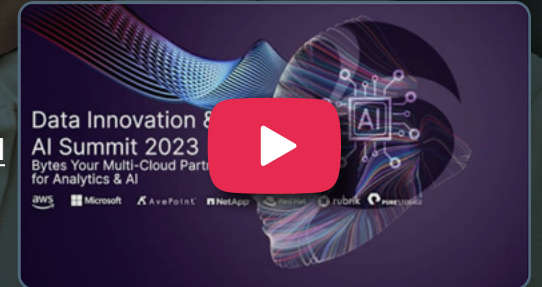 Data Innovation &
AI Summit 2023
Bytes Your Multi-Cloud Partn
for Analytics & AI
aws Microsoft AvePoint NetApp Red Hat rubrik PURESTORAGE
AI